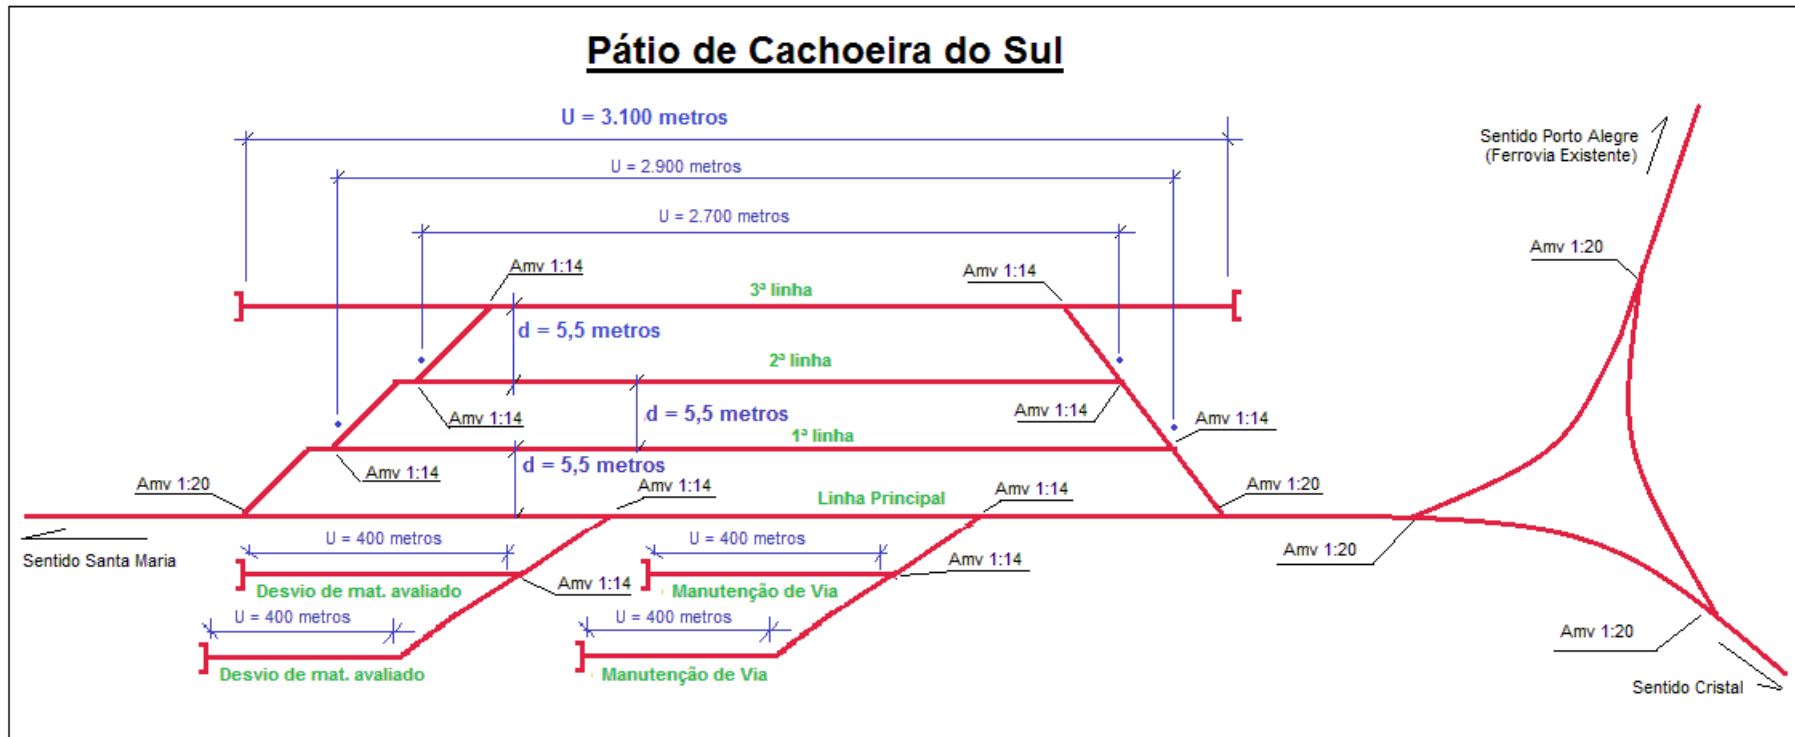 Pátio de Cachoeira do Sul
U = 3.100 metros
Sentido Porto Alegre
(Ferrovia Existente)
U = 2.900 metros
U = 2.700 metros
Amv 1:20
Amv 1:14
Amv 1:14
3ª linha
d = 5,5 metros
2ª linha
Amv 1:14
d = 5,5 metros
Amv 1:14
Amv 1:14
1ª linha
d = 5,5 metros
Amv 1:14
Amv 1:20
Amv 1:14
Linha Principal
Amv 1:14
Amv 1:20
Sentido Santa Maria
U = 400 metros
U = 400 metros
Amv 1:20
Desvio de mat. avaliado
Amv 1:14
Manutenção de Via
Amv 1:14
U = 400 metros
U = 400 metros
Amv 1:20
Desvio de mat. avaliado
Manutenção de Via
Sentido Cristal